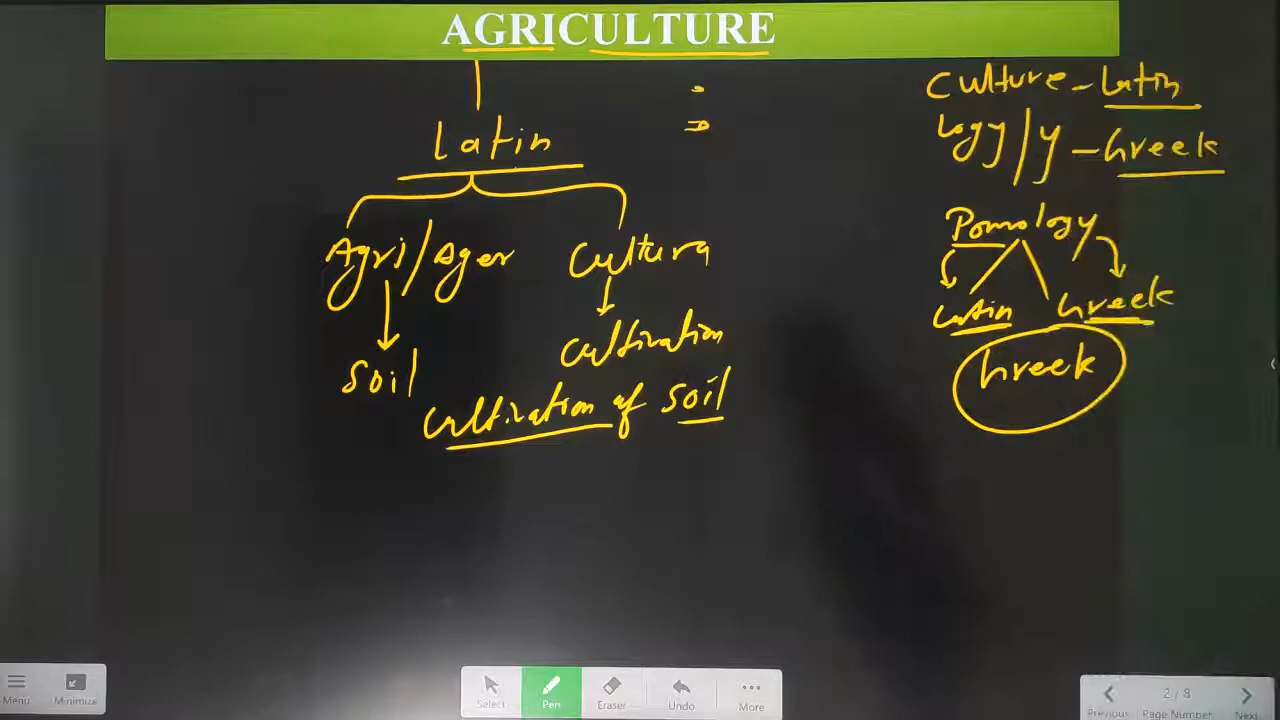 AGRICULTURE
Latin
Agri/Ager Cultura
Soil Cultivation
Cultivation of Soil
Culture - Latin
logy/y - Greek
Pomology
Latin Greek
Greek
Menu Minimize
Select Pen Eraser Undo More
2 / 8
Previous Page Number Next